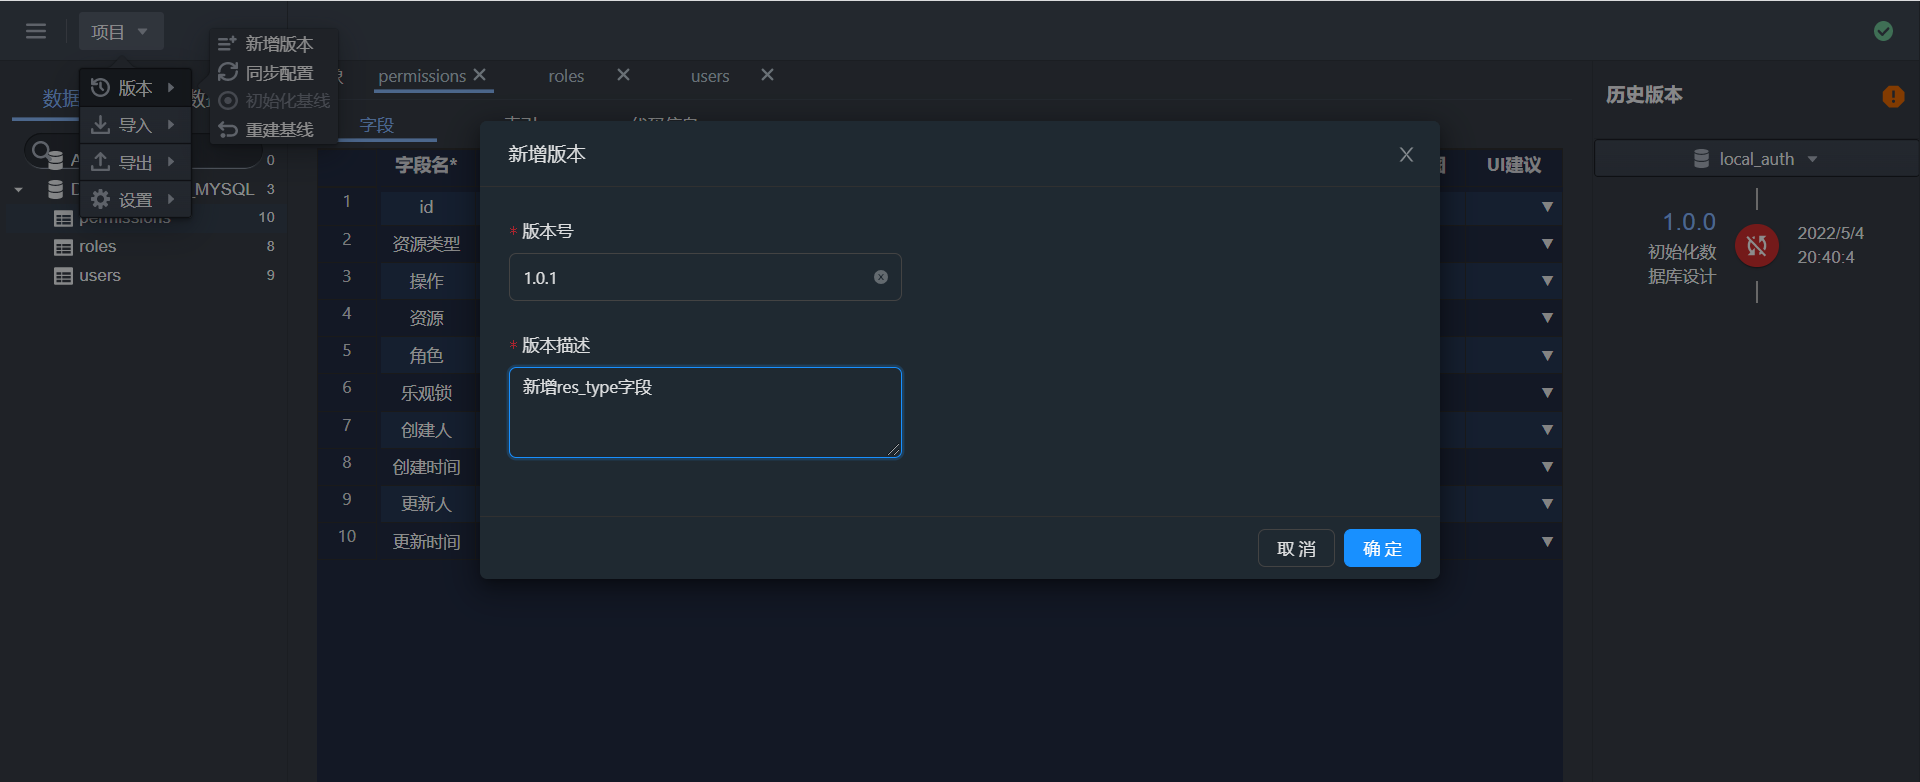 项目
新增版本
同步配置
初始化基线
重建基线
版本
导入
导出
设置
数据
permissions
roles
users
字段
历史版本
local_auth
1.0.0
初始化数
据库设计
2022/5/4
20:40:4
0
MYSQL 3
permissions 10
roles 8
users 9
字段名*
UI建议
1 id
2 资源类型
3 操作
4 资源
5 角色
6 乐观锁
7 创建人
8 创建时间
9 更新人
10 更新时间
新增版本
* 版本号
1.0.1
* 版本描述
新增res_type字段
取 消
确 定